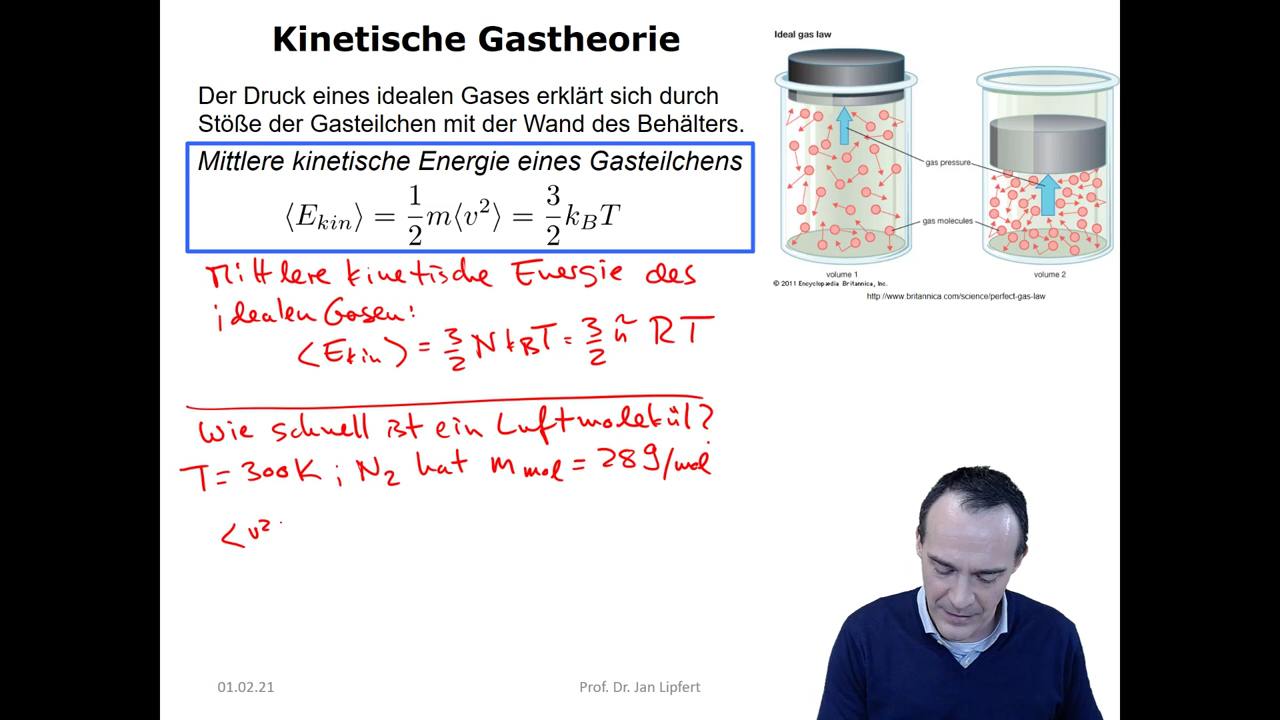 Kinetische Gastheorie
Der Druck eines idealen Gases erklärt sich durch
Stöße der Gasteilchen mit der Wand des Behälters.
Mittlere kinetische Energie eines Gasteilchens
⟨E_kin⟩ = 1/2 m⟨v²⟩ = 3/2 k_B T
Mittlere kinetische Energie des
idealen Gasen:
⟨E_kin⟩ = 3/2 N k_B T = 3/2 ñ R T
Wie schnell ist ein Luftmolekül?
T = 300K ; N₂ hat m_mol = 28 g/mol
⟨v²
Ideal gas law
gas pressure
gas molecules
volume 1
volume 2
© 2011 Encyclopædia Britannica, Inc.
http://www.britannica.com/science/perfect-gas-law
01.02.21
Prof. Dr. Jan Lipfert